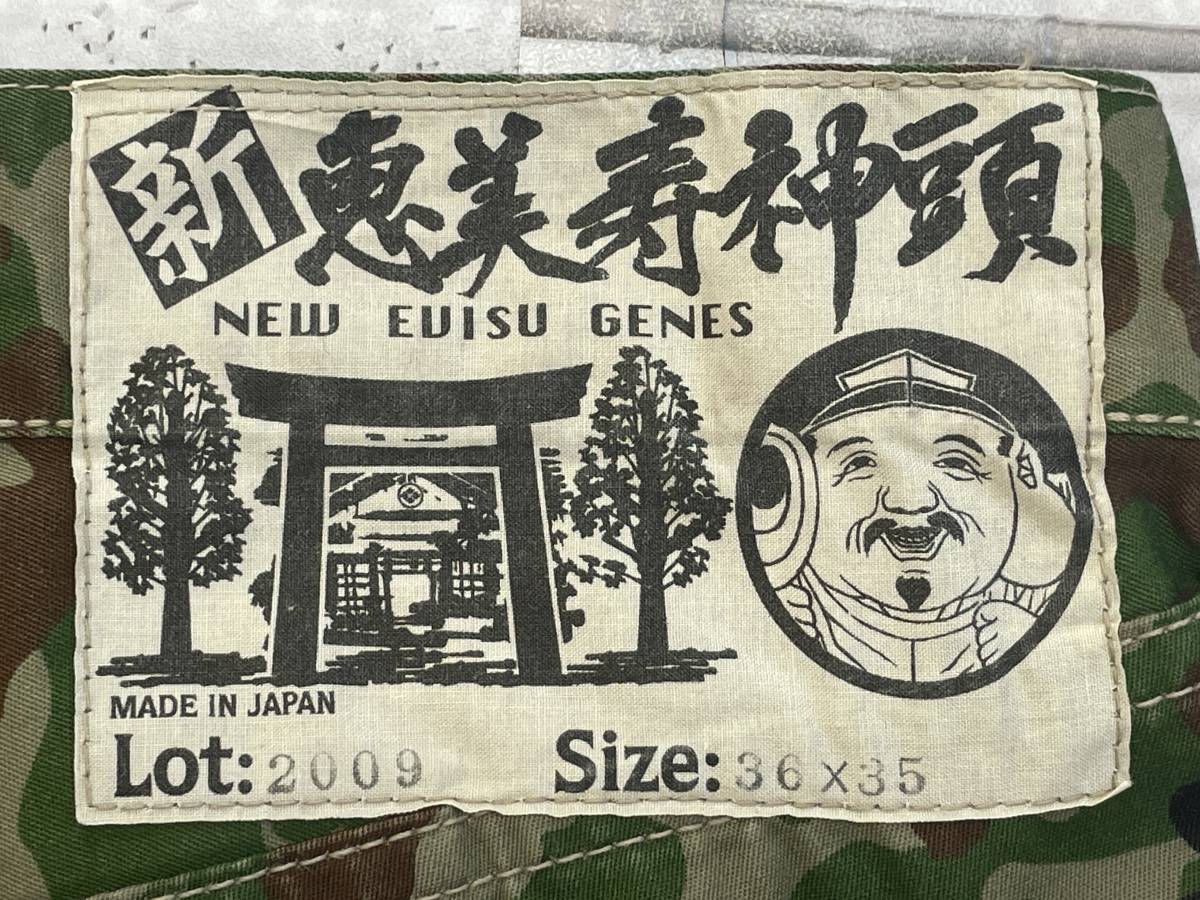 新 恵美寿神頭
NEW EVISU GENES
MADE IN JAPAN
Lot: 2009 Size: 36X35